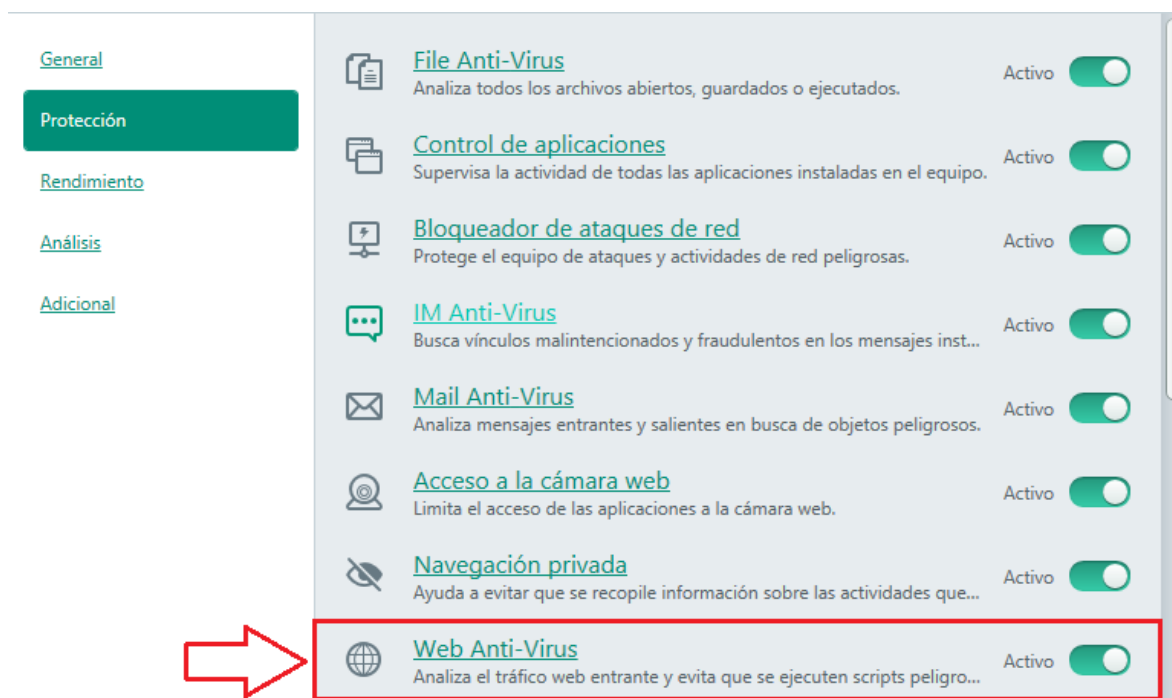 General
Protección
Rendimiento
Análisis
Adicional
File Anti-Virus
Analiza todos los archivos abiertos, guardados o ejecutados.
Activo
Control de aplicaciones
Supervisa la actividad de todas las aplicaciones instaladas en el equipo.
Activo
Bloqueador de ataques de red
Protege el equipo de ataques y actividades de red peligrosas.
Activo
IM Anti-Virus
Busca vínculos malintencionados y fraudulentos en los mensajes inst...
Activo
Mail Anti-Virus
Analiza mensajes entrantes y salientes en busca de objetos peligrosos.
Activo
Acceso a la cámara web
Limita el acceso de las aplicaciones a la cámara web.
Activo
Navegación privada
Ayuda a evitar que se recopile información sobre las actividades que...
Activo
Web Anti-Virus
Analiza el tráfico web entrante y evita que se ejecuten scripts peligro...
Activo